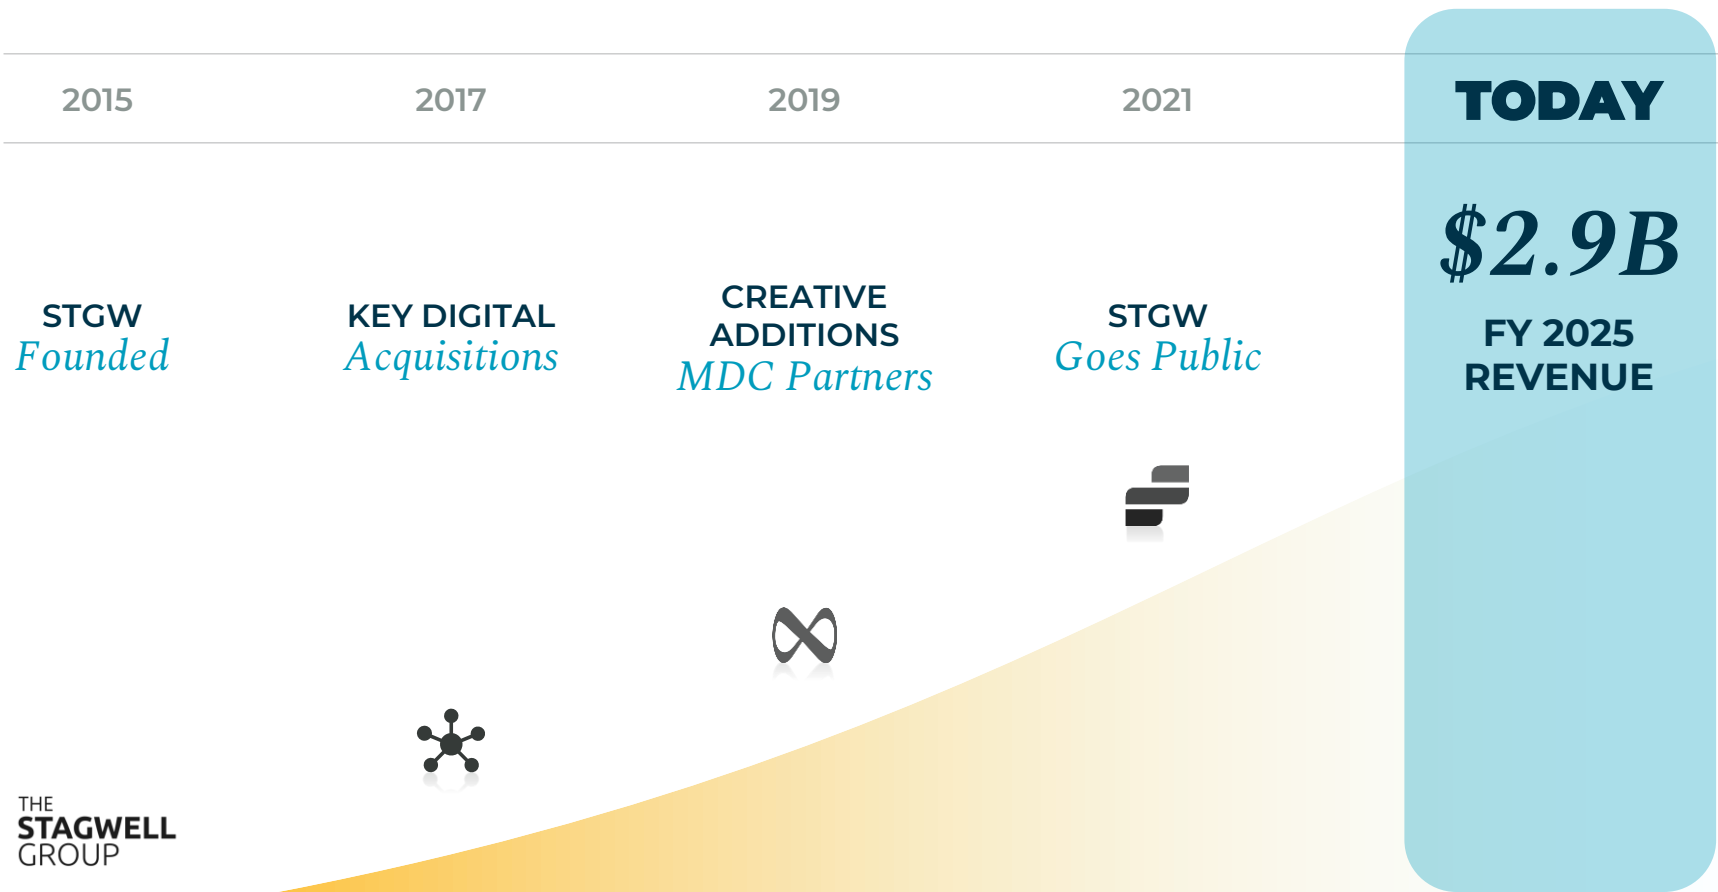 2015
2017
2019
2021
TODAY
STGW
Founded
KEY DIGITAL
Acquisitions
CREATIVE
ADDITIONS
MDC Partners
STGW
Goes Public
$2.9B
FY 2025
REVENUE
THE
STAGWELL
GROUP